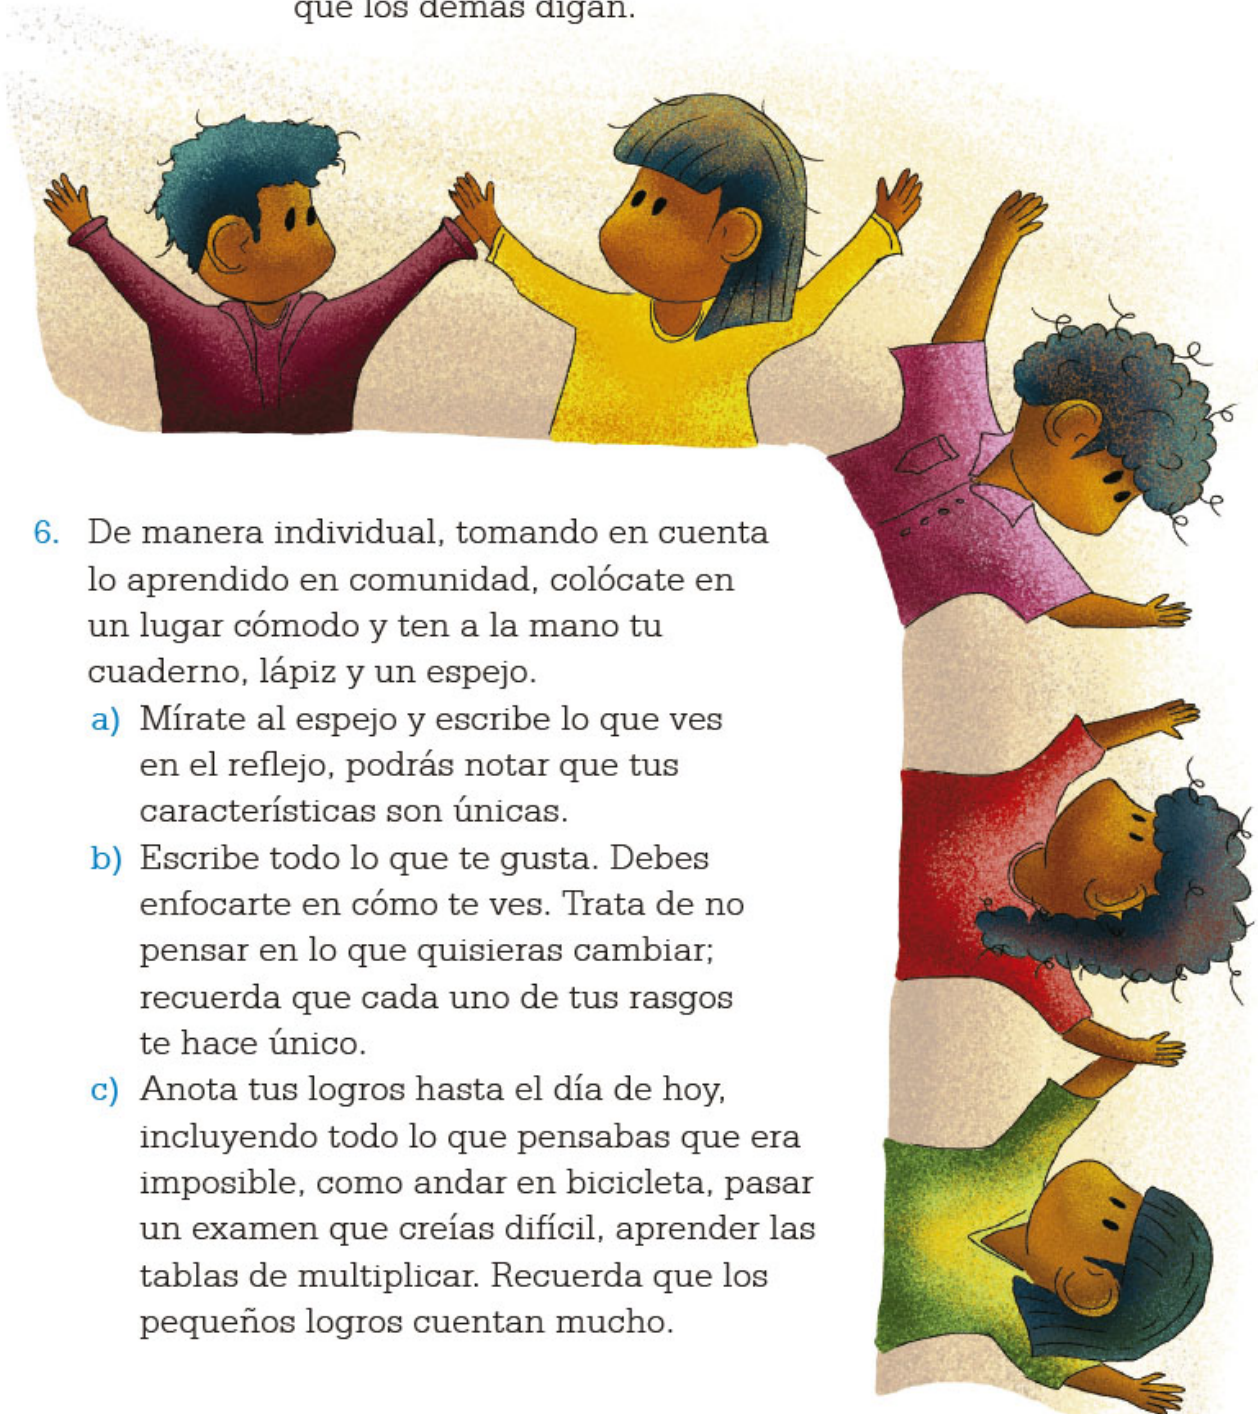 que los demás digan.
6. De manera individual, tomando en cuenta
lo aprendido en comunidad, colócate en
un lugar cómodo y ten a la mano tu
cuaderno, lápiz y un espejo.
a) Mírate al espejo y escribe lo que ves
en el reflejo, podrás notar que tus
características son únicas.
b) Escribe todo lo que te gusta. Debes
enfocarte en cómo te ves. Trata de no
pensar en lo que quisieras cambiar;
recuerda que cada uno de tus rasgos
te hace único.
c) Anota tus logros hasta el día de hoy,
incluyendo todo lo que pensabas que era
imposible, como andar en bicicleta, pasar
un examen que creías difícil, aprender las
tablas de multiplicar. Recuerda que los
pequeños logros cuentan mucho.